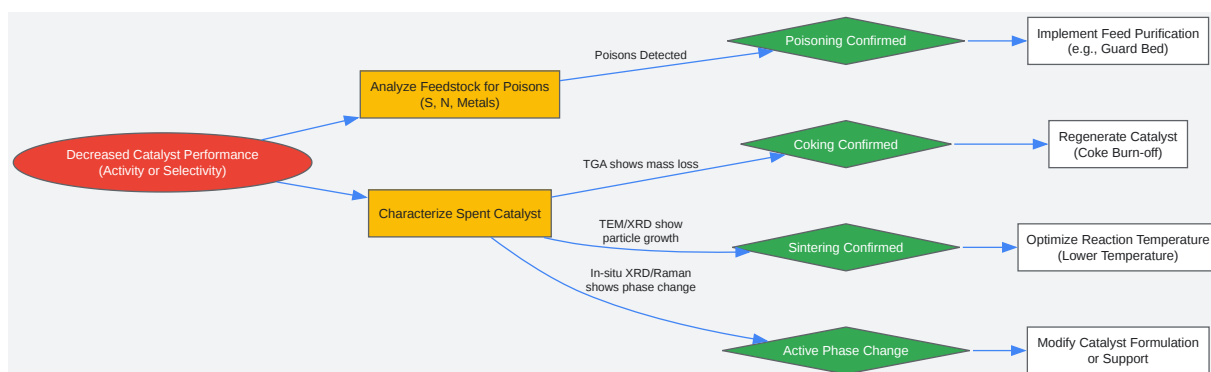 Decreased Catalyst Performance
(Activity or Selectivity)
Analyze Feedstock for Poisons
(S, N, Metals)
Characterize Spent Catalyst
Poisons Detected
TGA shows mass loss
TEM/XRD show
particle growth
In-situ XRD/Raman
shows phase change
Poisoning Confirmed
Coking Confirmed
Sintering Confirmed
Active Phase Change
Implement Feed Purification
(e.g., Guard Bed)
Regenerate Catalyst
(Coke Burn-off)
Optimize Reaction Temperature
(Lower Temperature)
Modify Catalyst Formulation
or Support